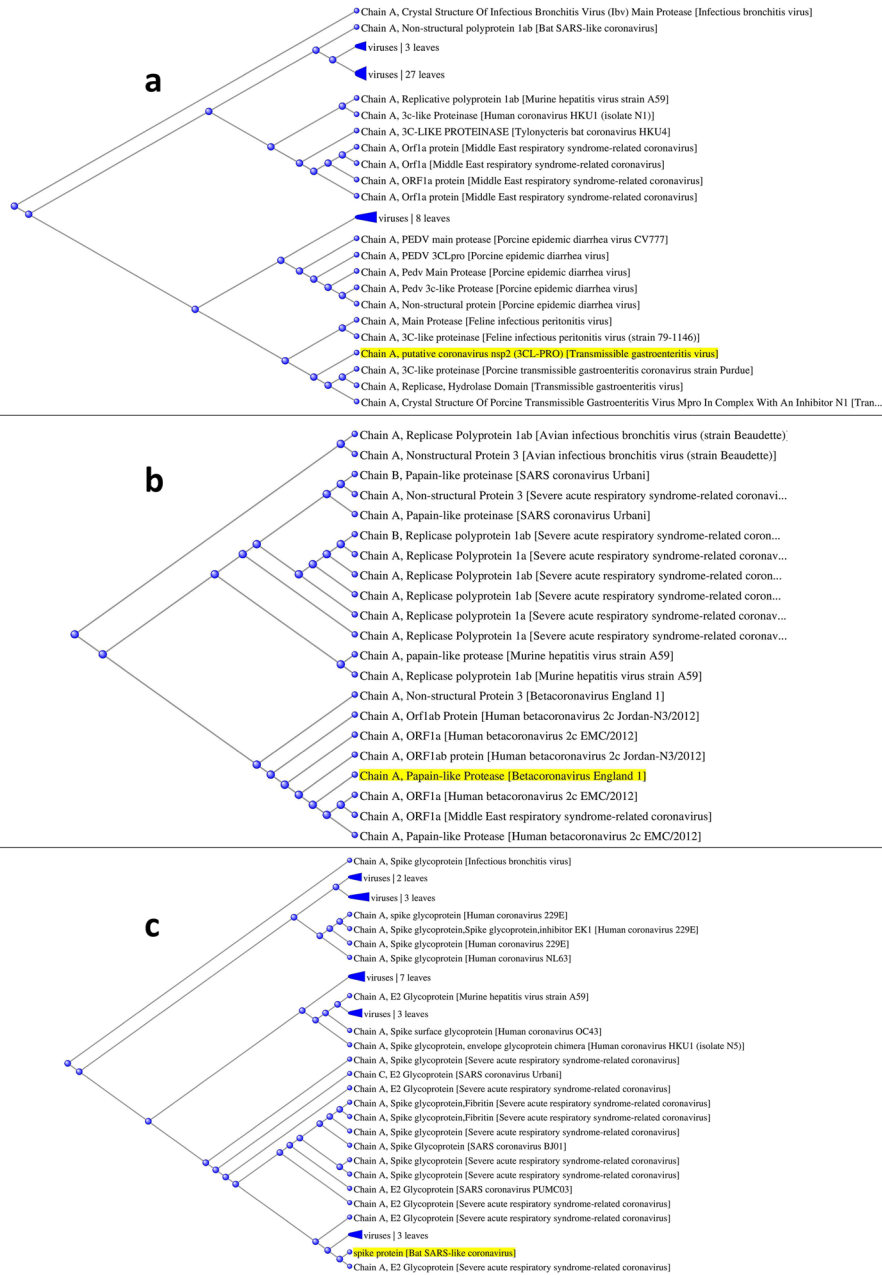 a
Chain A, Crystal Structure Of Infectious Bronchitis Virus (Ibv) Main Protease [Infectious bronchitis virus]
Chain A, Non-structural polyprotein 1ab [Bat SARS-like coronavirus]
viruses | 3 leaves
viruses | 27 leaves
Chain A, Replicative polyprotein 1ab [Murine hepatitis virus strain A59]
Chain A, 3c-like Proteinase [Human coronavirus HKU1 (isolate N1)]
Chain A, 3C-LIKE PROTEINASE [Tylonycteris bat coronavirus HKU4]
Chain A, Orf1a protein [Middle East respiratory syndrome-related coronavirus]
Chain A, Orf1a [Middle East respiratory syndrome-related coronavirus]
Chain A, ORF1a protein [Middle East respiratory syndrome-related coronavirus]
Chain A, Orf1a protein [Middle East respiratory syndrome-related coronavirus]
viruses | 8 leaves
Chain A, PEDV main protease [Porcine epidemic diarrhea virus CV777]
Chain A, PEDV 3CLpro [Porcine epidemic diarrhea virus]
Chain A, Pedv Main Protease [Porcine epidemic diarrhea virus]
Chain A, Pedv 3c-like Protease [Porcine epidemic diarrhea virus]
Chain A, Non-structural protein [Porcine epidemic diarrhea virus]
Chain A, Main Protease [Feline infectious peritonitis virus]
Chain A, 3C-like proteinase [Feline infectious peritonitis virus (strain 79-1146)]
Chain A, putative coronavirus nsp2 (3CL-PRO) [Transmissible gastroenteritis virus]
Chain A, 3C-like proteinase [Porcine transmissible gastroenteritis coronavirus strain Purdue]
Chain A, Replicase, Hydrolase Domain [Transmissible gastroenteritis virus]
Chain A, Crystal Structure Of Porcine Transmissible Gastroenteritis Virus Mpro In Complex With An Inhibitor N1 [Tran...
b
Chain A, Replicase Polyprotein 1ab [Avian infectious bronchitis virus (strain Beaudette)]
Chain A, Nonstructural Protein 3 [Avian infectious bronchitis virus (strain Beaudette)]
Chain B, Papain-like proteinase [SARS coronavirus Urbani]
Chain A, Non-structural Protein 3 [Severe acute respiratory syndrome-related coronavi...
Chain A, Papain-like proteinase [SARS coronavirus Urbani]
Chain B, Replicase polyprotein 1ab [Severe acute respiratory syndrome-related coron...
Chain A, Replicase Polyprotein 1a [Severe acute respiratory syndrome-related coronav...
Chain A, Replicase Polyprotein 1ab [Severe acute respiratory syndrome-related coron...
Chain A, Replicase polyprotein 1ab [Severe acute respiratory syndrome-related coron...
Chain A, Replicase polyprotein 1a [Severe acute respiratory syndrome-related coronav...
Chain A, Replicase Polyprotein 1a [Severe acute respiratory syndrome-related coronav...
Chain A, papain-like protease [Murine hepatitis virus strain A59]
Chain A, Replicase polyprotein 1ab [Murine hepatitis virus strain A59]
Chain A, Non-structural Protein 3 [Betacoronavirus England 1]
Chain A, Orf1ab Protein [Human betacoronavirus 2c Jordan-N3/2012]
Chain A, ORF1a [Human betacoronavirus 2c EMC/2012]
Chain A, ORF1ab protein [Human betacoronavirus 2c Jordan-N3/2012]
Chain A, Papain-like Protease [Betacoronavirus England 1]
Chain A, ORF1a [Human betacoronavirus 2c EMC/2012]
Chain A, ORF1a [Middle East respiratory syndrome-related coronavirus]
Chain A, Papain-like Protease [Human betacoronavirus 2c EMC/2012]
c
Chain A, Spike glycoprotein [Infectious bronchitis virus]
viruses | 2 leaves
viruses | 3 leaves
Chain A, spike glycoprotein [Human coronavirus 229E]
Chain A, Spike glycoprotein,Spike glycoprotein,inhibitor EK1 [Human coronavirus 229E]
Chain A, Spike glycoprotein [Human coronavirus 229E]
Chain A, Spike glycoprotein [Human coronavirus NL63]
viruses | 7 leaves
Chain A, E2 Glycoprotein [Murine hepatitis virus strain A59]
viruses | 3 leaves
Chain A, Spike surface glycoprotein [Human coronavirus OC43]
Chain A, Spike glycoprotein, envelope glycoprotein chimera [Human coronavirus HKU1 (isolate N5)]
Chain A, Spike glycoprotein [Severe acute respiratory syndrome-related coronavirus]
Chain C, E2 Glycoprotein [SARS coronavirus Urbani]
Chain A, E2 Glycoprotein [Severe acute respiratory syndrome-related coronavirus]
Chain A, Spike glycoprotein,Fibritin [Severe acute respiratory syndrome-related coronavirus]
Chain A, Spike glycoprotein,Fibritin [Severe acute respiratory syndrome-related coronavirus]
Chain A, Spike glycoprotein [Severe acute respiratory syndrome-related coronavirus]
Chain A, Spike Glycoprotein [SARS coronavirus BJ01]
Chain A, Spike glycoprotein [Severe acute respiratory syndrome-related coronavirus]
Chain A, Spike glycoprotein [Severe acute respiratory syndrome-related coronavirus]
Chain A, E2 Glycoprotein [SARS coronavirus PUMC03]
Chain A, E2 Glycoprotein [Severe acute respiratory syndrome-related coronavirus]
Chain A, E2 Glycoprotein [Severe acute respiratory syndrome-related coronavirus]
viruses | 3 leaves
spike protein [Bat SARS-like coronavirus]
Chain A, E2 Glycoprotein [Severe acute respiratory syndrome-related coronavirus]